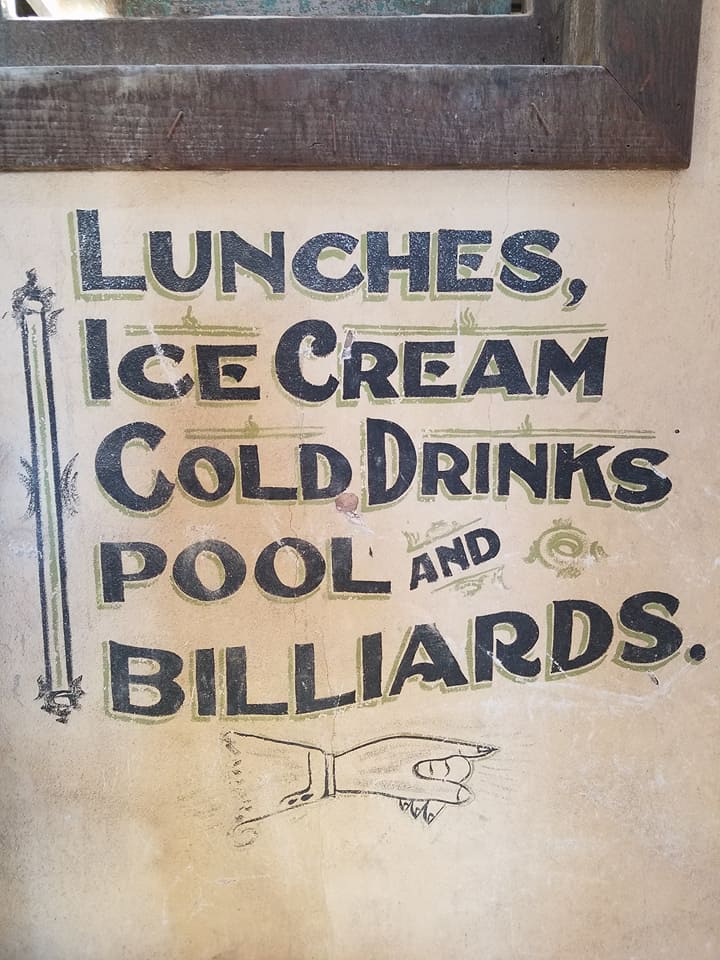 LUNCHES,
ICE CREAM
COLD DRINKS
POOL AND
BILLIARDS.